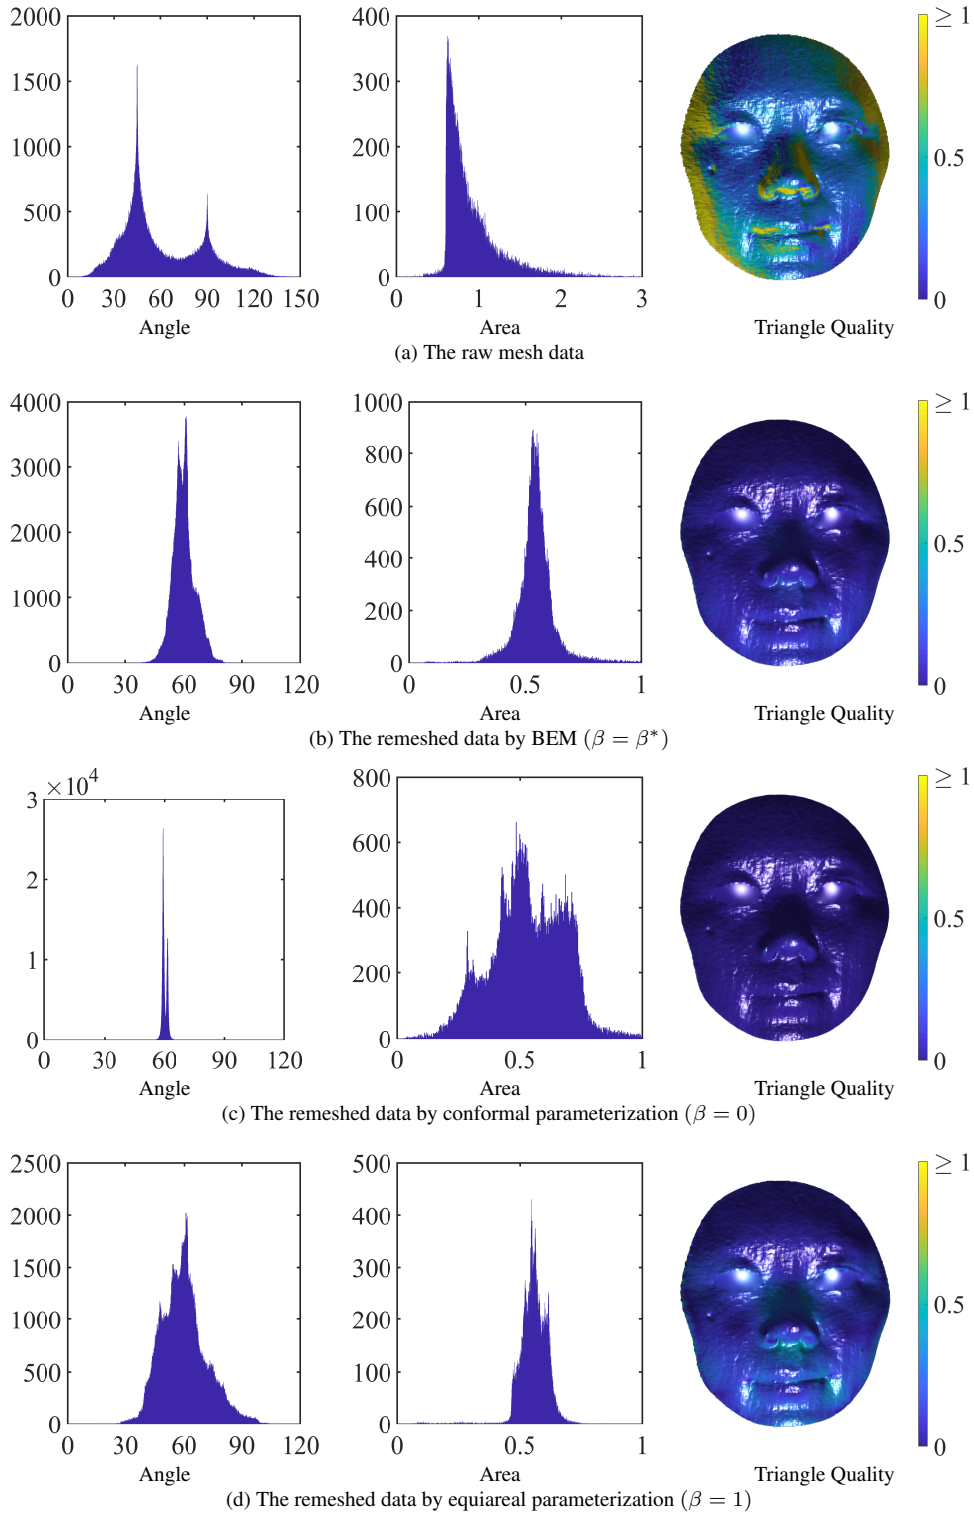 2000
1500
1000
500
0
0 30 60 90 120 150
Angle
400
300
200
100
0
0 1 2 3
Area
≥ 1
0.5
0
Triangle Quality
(a) The raw mesh data
4000
3000
2000
1000
0
0 30 60 90 120
Angle
1000
800
600
400
200
0
0 0.5 1
Area
≥ 1
0.5
0
Triangle Quality
(b) The remeshed data by BEM (β = β*)
×10⁴
3
2
1
0
0 30 60 90 120
Angle
800
600
400
200
0
0 0.5 1
Area
≥ 1
0.5
0
Triangle Quality
(c) The remeshed data by conformal parameterization (β = 0)
2500
2000
1500
1000
500
0
0 30 60 90 120
Angle
500
400
300
200
100
0
0 0.5 1
Area
≥ 1
0.5
0
Triangle Quality
(d) The remeshed data by equiareal parameterization (β = 1)